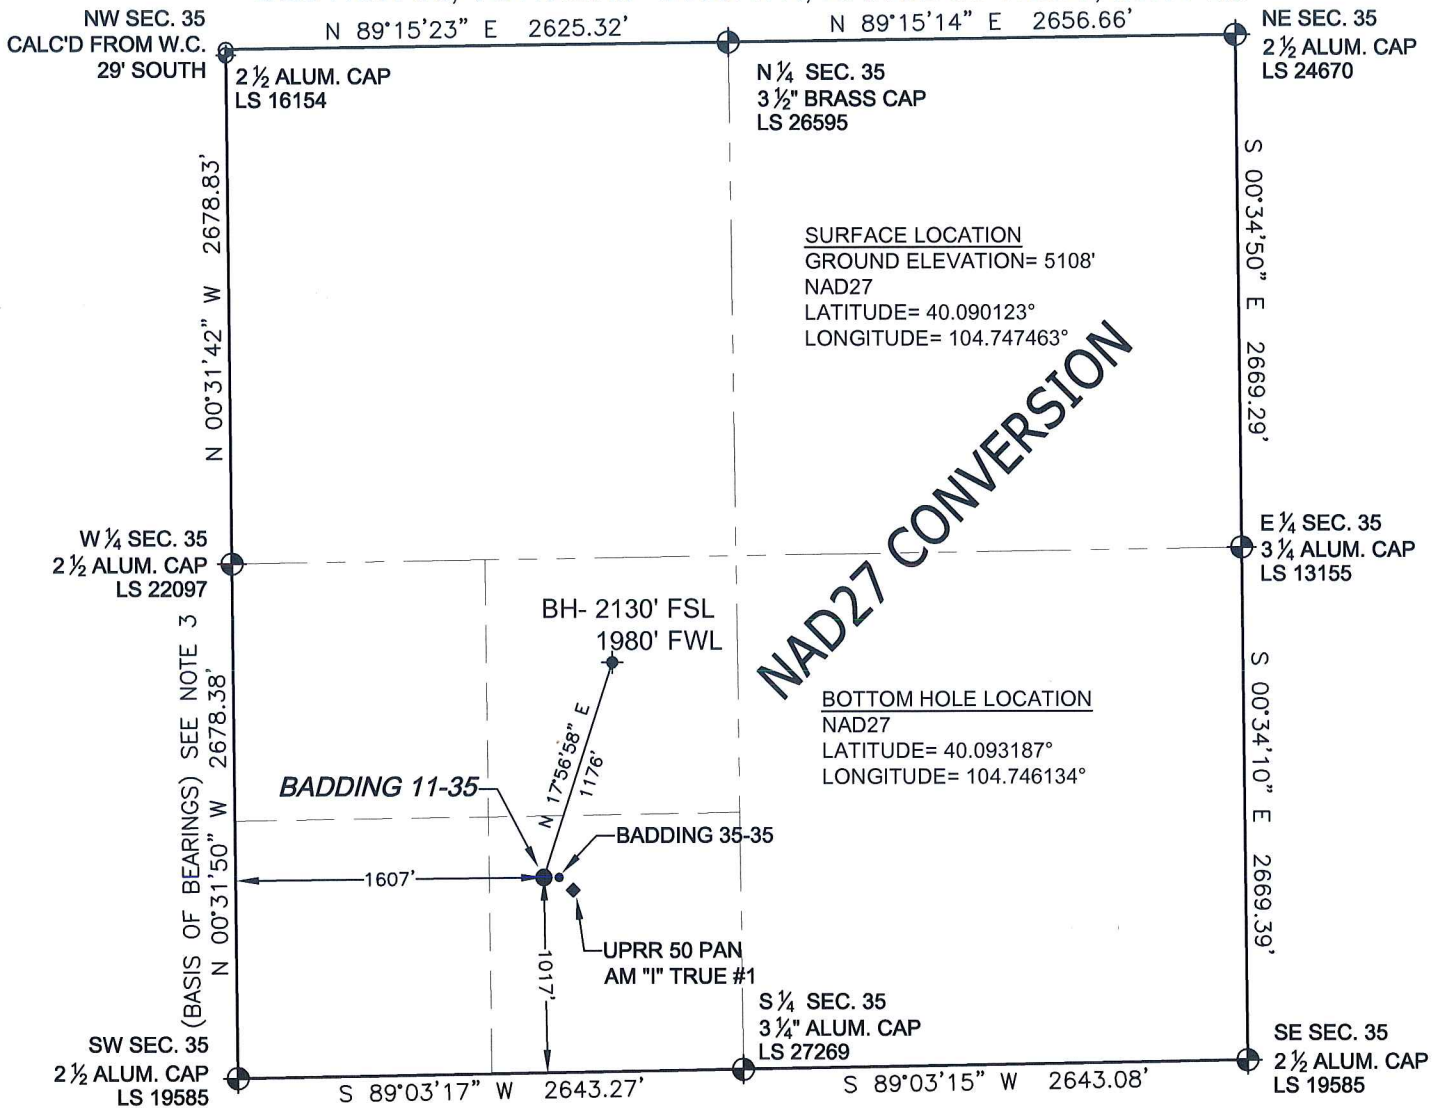 NW SEC. 35
CALC'D FROM W.C.
29' SOUTH
2 ½ ALUM. CAP
LS 16154
N 89°15'23" E 2625.32'
N 89°15'14" E 2656.66'
NE SEC. 35
2 ½ ALUM. CAP
LS 24670
N ¼ SEC. 35
3 ½" BRASS CAP
LS 26595
N 00°31'42" W 2678.83'
S 00°34'50" E 2669.29'
SURFACE LOCATION
GROUND ELEVATION= 5108'
NAD27
LATITUDE= 40.090123°
LONGITUDE= 104.747463°
NAD27 CONVERSION
W ¼ SEC. 35
2 ½ ALUM. CAP
LS 22097
E ¼ SEC. 35
3 ¼ ALUM. CAP
LS 13155
BH- 2130' FSL
1980' FWL
N 17°56'58" E
1176'
BOTTOM HOLE LOCATION
NAD27
LATITUDE= 40.093187°
LONGITUDE= 104.746134°
(BASIS OF BEARINGS) SEE NOTE 3
N 00°31'50" W 2678.38'
S 00°34'10" E 2669.39'
BADDING 11-35
BADDING 35-35
1607'
1017'
UPRR 50 PAN
AM "I" TRUE #1
SW SEC. 35
2 ½ ALUM. CAP
LS 19585
S 89°03'17" W 2643.27'
S ¼ SEC. 35
3 ¼" ALUM. CAP
LS 27269
S 89°03'15" W 2643.08'
SE SEC. 35
2 ½ ALUM. CAP
LS 19585